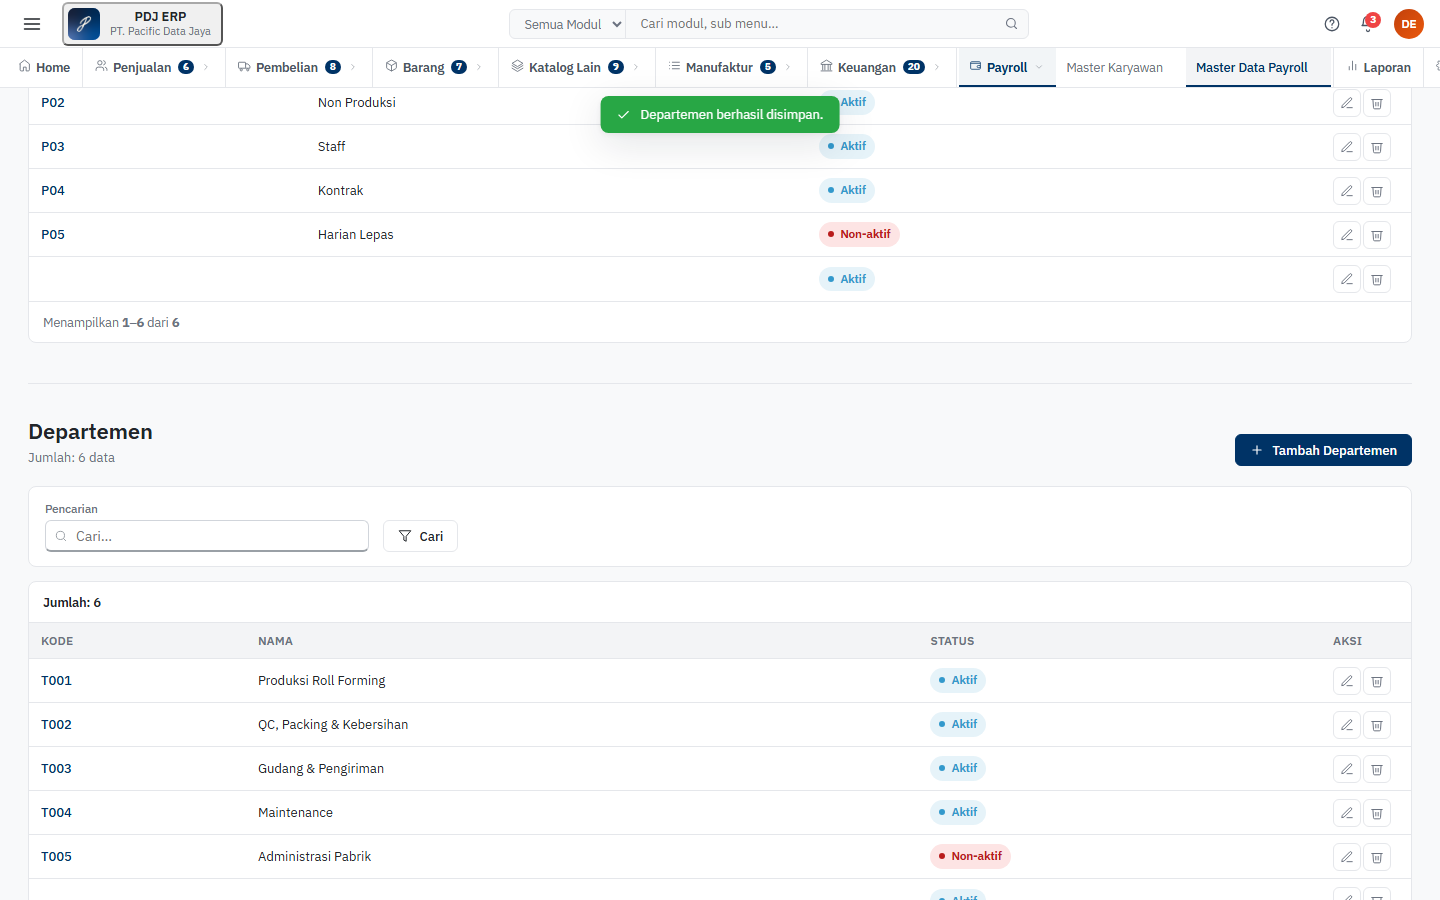 PDJ ERP
PT. Pacific Data Jaya
Semua Modul
Cari modul, sub menu...
3
DE
Home
Penjualan 6
Pembelian 8
Barang 7
Katalog Lain 9
Manufaktur 5
Keuangan 20
Payroll
Master Karyawan
Master Data Payroll
Laporan
Departemen berhasil disimpan.
P02 Non Produksi Aktif
P03 Staff Aktif
P04 Kontrak Aktif
P05 Harian Lepas Non-aktif
Aktif
Menampilkan 1–6 dari 6
Departemen
Jumlah: 6 data
Tambah Departemen
Pencarian
Cari...
Cari
Jumlah: 6
KODE NAMA STATUS AKSI
T001 Produksi Roll Forming Aktif
T002 QC, Packing & Kebersihan Aktif
T003 Gudang & Pengiriman Aktif
T004 Maintenance Aktif
T005 Administrasi Pabrik Non-aktif
Aktif